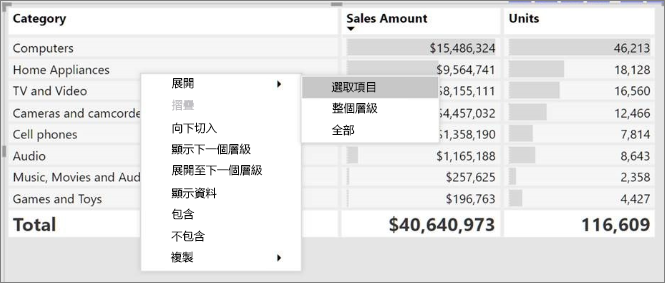 Category Sales Amount Units
Computers $15,486,324 46,213
Home Appliances $9,564,741 18,128
TV and Video 展開 選取項目 $8,155,111 16,560
摺疊 整個層級
Cameras and camcorde 向下切入 全部 $4,457,032 12,466
Cell phones 顯示下一個層級 $1,358,190 7,814
Audio 展開至下一個層級 $1,165,188 8,643
Music, Movies and Aud 顯示資料 $257,625 2,358
Games and Toys 包含 $196,763 4,427
Total 不包含 $40,640,973 116,609
複製